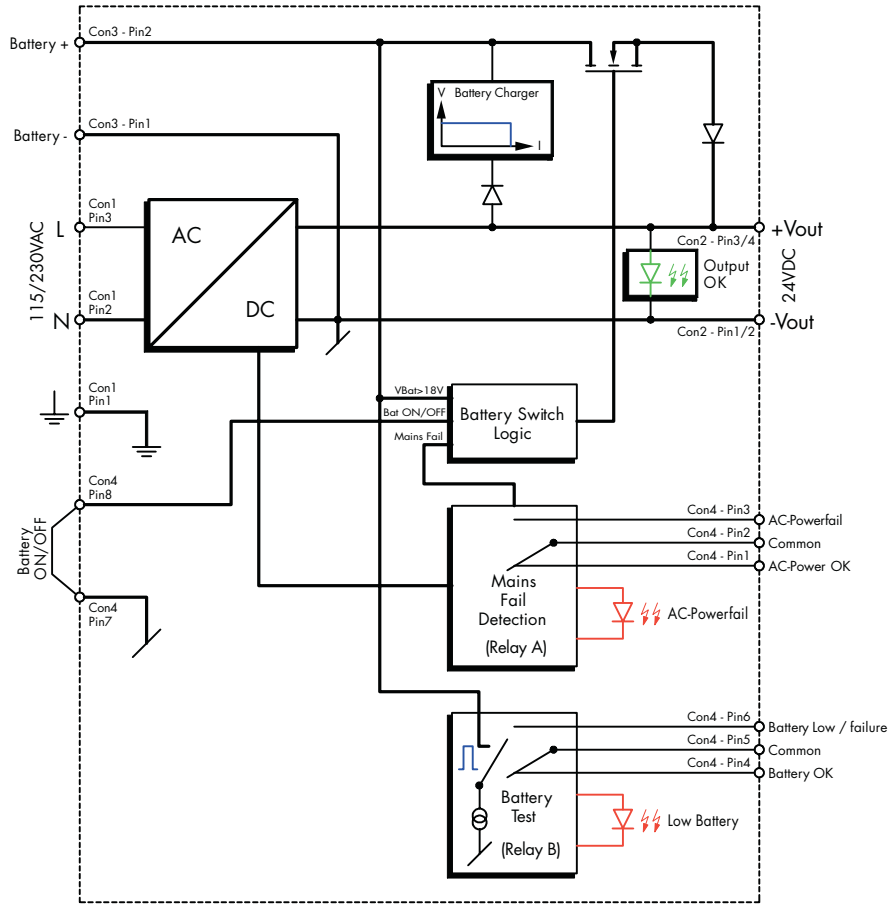 Battery +
Con3 - Pin2
V
Battery Charger
I
Battery -
Con3 - Pin1
115/230VAC
L
Con1
Pin3
N
Con1
Pin2
AC
DC
+Vout
Con2 - Pin3/4
Output
OK
24VDC
-Vout
Con2 - Pin1/2
Con1
Pin1
VBat>18V
Bat ON/OFF
Mains Fail
Battery Switch
Logic
Con4
Pin8
Battery
ON/OFF
Con4
Pin7
Con4 - Pin3
AC-Powerfail
Con4 - Pin2
Common
Con4 - Pin1
AC-Power OK
Mains
Fail
Detection
(Relay A)
AC-Powerfail
Con4 - Pin6
Battery Low / failure
Con4 - Pin5
Common
Con4 - Pin4
Battery OK
Battery
Test
(Relay B)
Low Battery